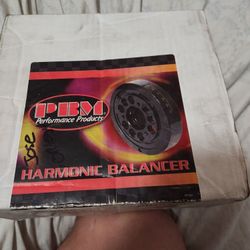 PBM
Performance Products
HARMONIC BALANCER